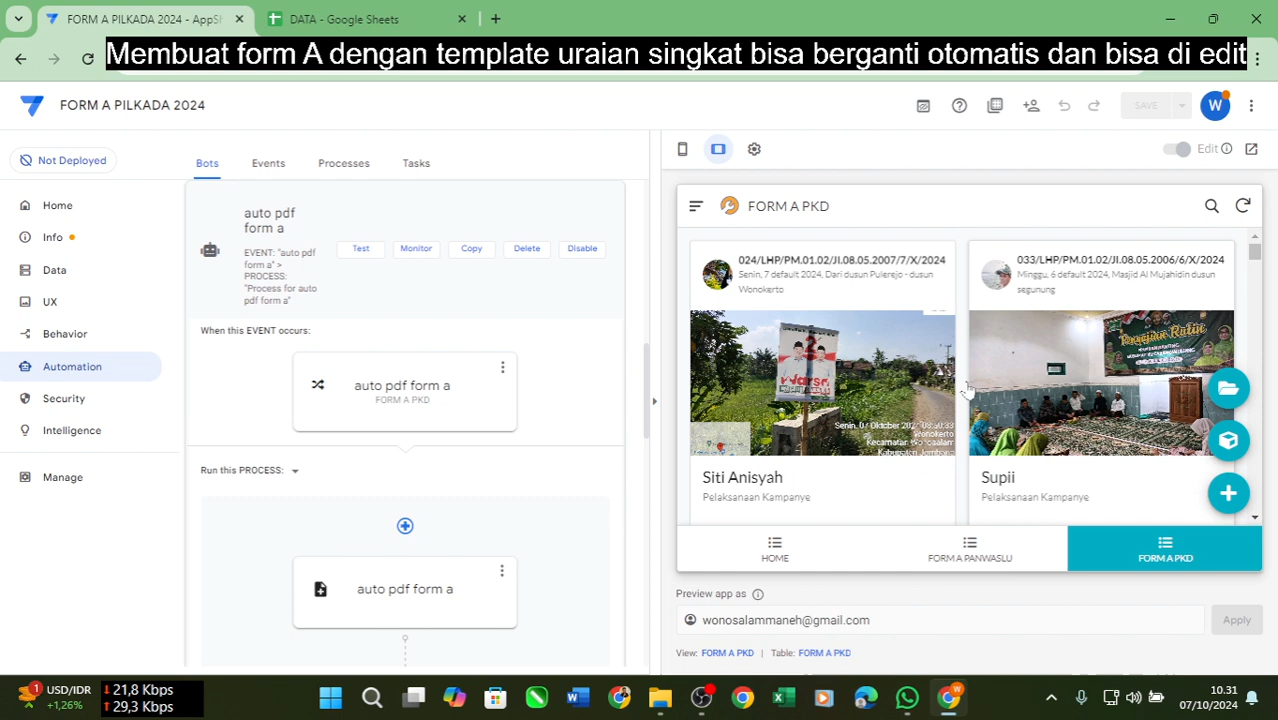 FORM A PILKADA 2024 - AppSh
DATA - Google Sheets
Membuat form A dengan template uraian singkat bisa berganti otomatis dan bisa di edit
FORM A PILKADA 2024
SAVE
W
Not Deployed
Bots Events Processes Tasks
Edit
Home
Info
Data
UX
Behavior
Automation
Security
Intelligence
Manage
auto pdf
form a
EVENT: "auto pdf
form a" >
PROCESS:
"Process for auto
pdf form a"
Test Monitor Copy Delete Disable
When this EVENT occurs:
auto pdf form a
FORM A PKD
Run this PROCESS:
auto pdf form a
FORM A PKD
024/LHP/PM.01.02/JI.08.05.2007/7/X/2024
Senin, 7 default 2024, Dari dusun Pulerejo - dusun
Wonokerto
033/LHP/PM.01.02/JI.08.05.2006/6/X/2024
Minggu, 6 default 2024, Masjid Al Mujahidin dusun
segunung
Pengajian Rutin
Siti Anisyah
Pelaksanaan Kampanye
Supii
Pelaksanaan Kampanye
HOME
FORM A PANWASLU
FORM A PKD
Preview app as
wonosalammaneh@gmail.com
Apply
View: FORM A PKD | Table: FORM A PKD
1
USD/IDR
+1,26%
21,8 Kbps
29,3 Kbps
10.31
07/10/2024